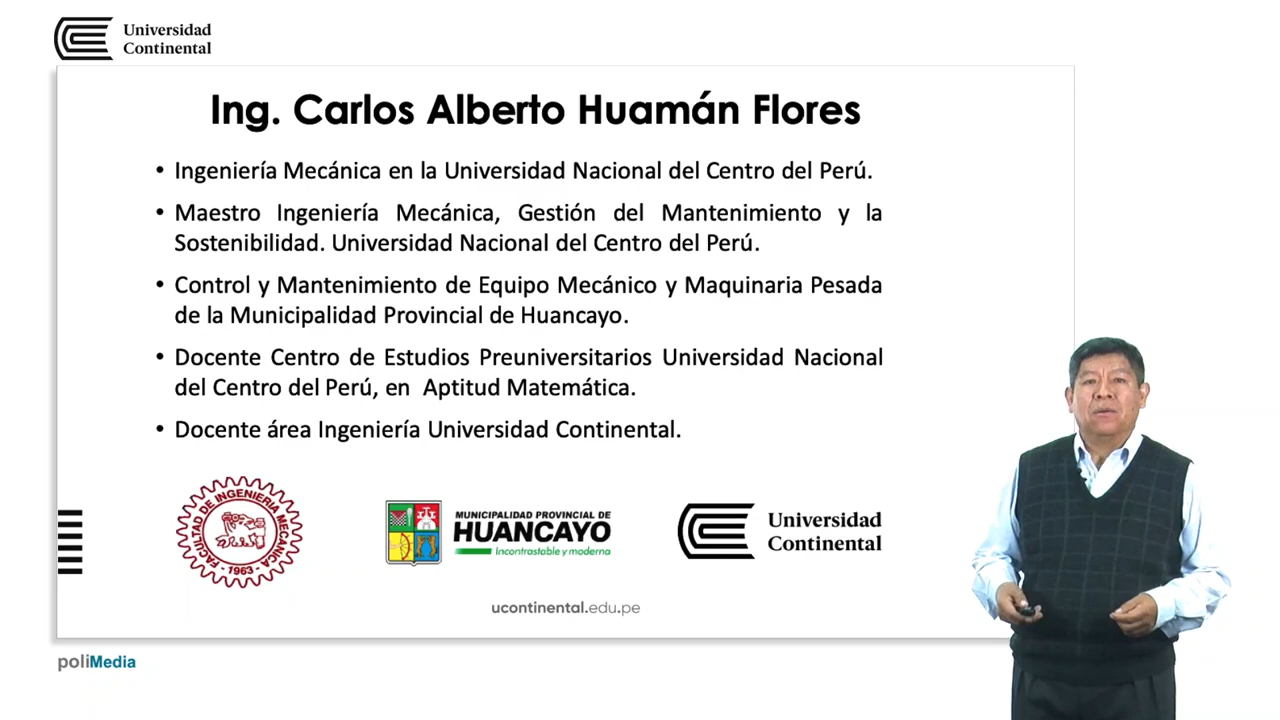 Universidad
Continental
Ing. Carlos Alberto Huamán Flores
• Ingeniería Mecánica en la Universidad Nacional del Centro del Perú.
• Maestro Ingeniería Mecánica, Gestión del Mantenimiento y la
Sostenibilidad. Universidad Nacional del Centro del Perú.
• Control y Mantenimiento de Equipo Mecánico y Maquinaria Pesada
de la Municipalidad Provincial de Huancayo.
• Docente Centro de Estudios Preuniversitarios Universidad Nacional
del Centro del Perú, en  Aptitud Matemática.
• Docente área Ingeniería Universidad Continental.
FACULTAD DE INGENIERIA MECANICA
- 1963 -
MUNICIPALIDAD PROVINCIAL DE
HUANCAYO
Incontrastable y moderna
Universidad
Continental
ucontinental.edu.pe
poliMedia